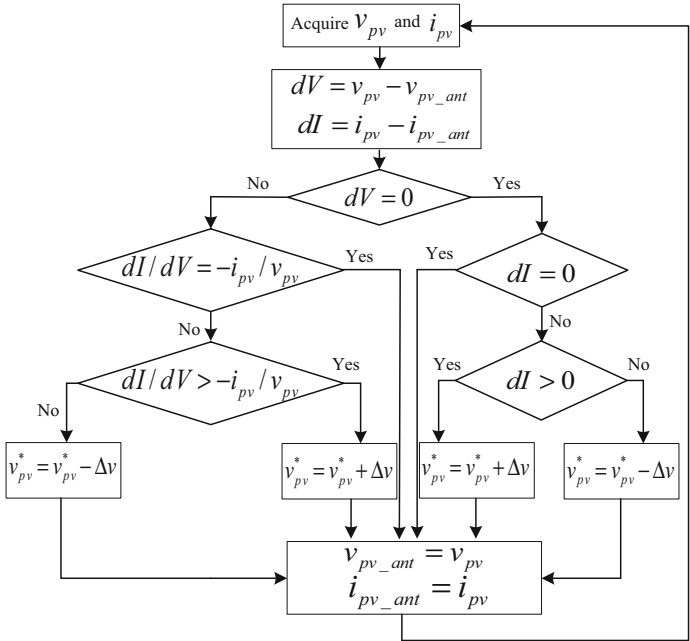 Acquire v_pv and i_pv
dV = v_pv − v_pv_ant
dI = i_pv − i_pv_ant
No
dV = 0
Yes
dI / dV = −i_pv / v_pv
Yes
Yes
dI = 0
No
No
dI / dV > −i_pv / v_pv
Yes
Yes
dI > 0
No
No
v*_pv = v*_pv − Δv
v*_pv = v*_pv + Δv
v*_pv = v*_pv + Δv
v*_pv = v*_pv − Δv
v_pv_ant = v_pv
i_pv_ant = i_pv